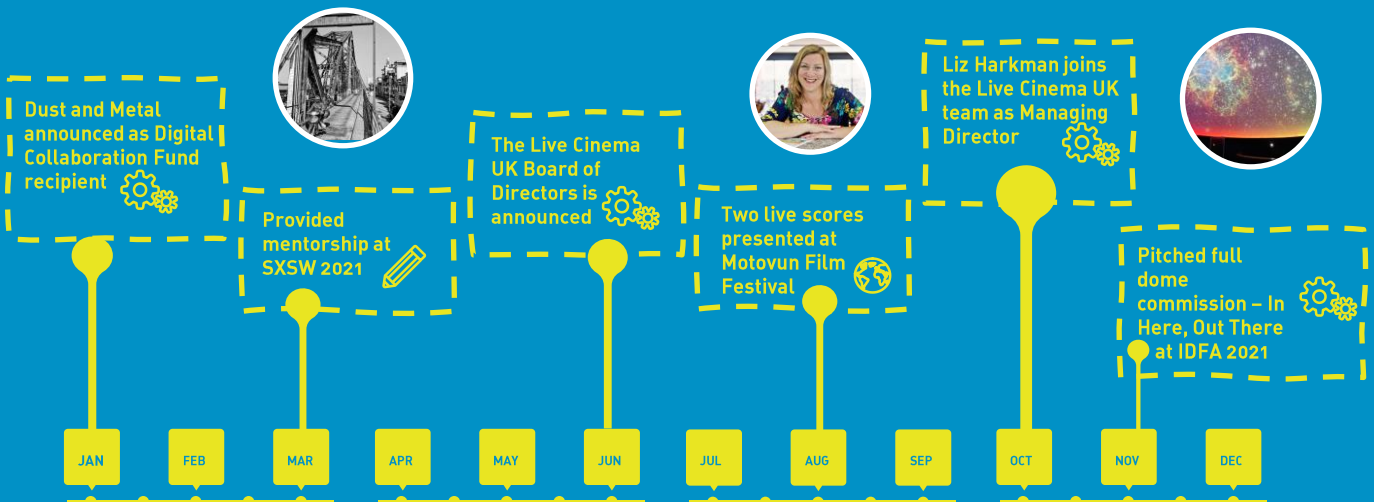 Dust and Metal
announced as Digital
Collaboration Fund
recipient
Provided
mentorship at
SXSW 2021
The Live Cinema
UK Board of
Directors is
announced
Two live scores
presented at
Motovun Film
Festival
Liz Harkman joins
the Live Cinema UK
team as Managing
Director
Pitched full
dome
commission – In
Here, Out There
at IDFA 2021
JAN
FEB
MAR
APR
MAY
JUN
JUL
AUG
SEP
OCT
NOV
DEC